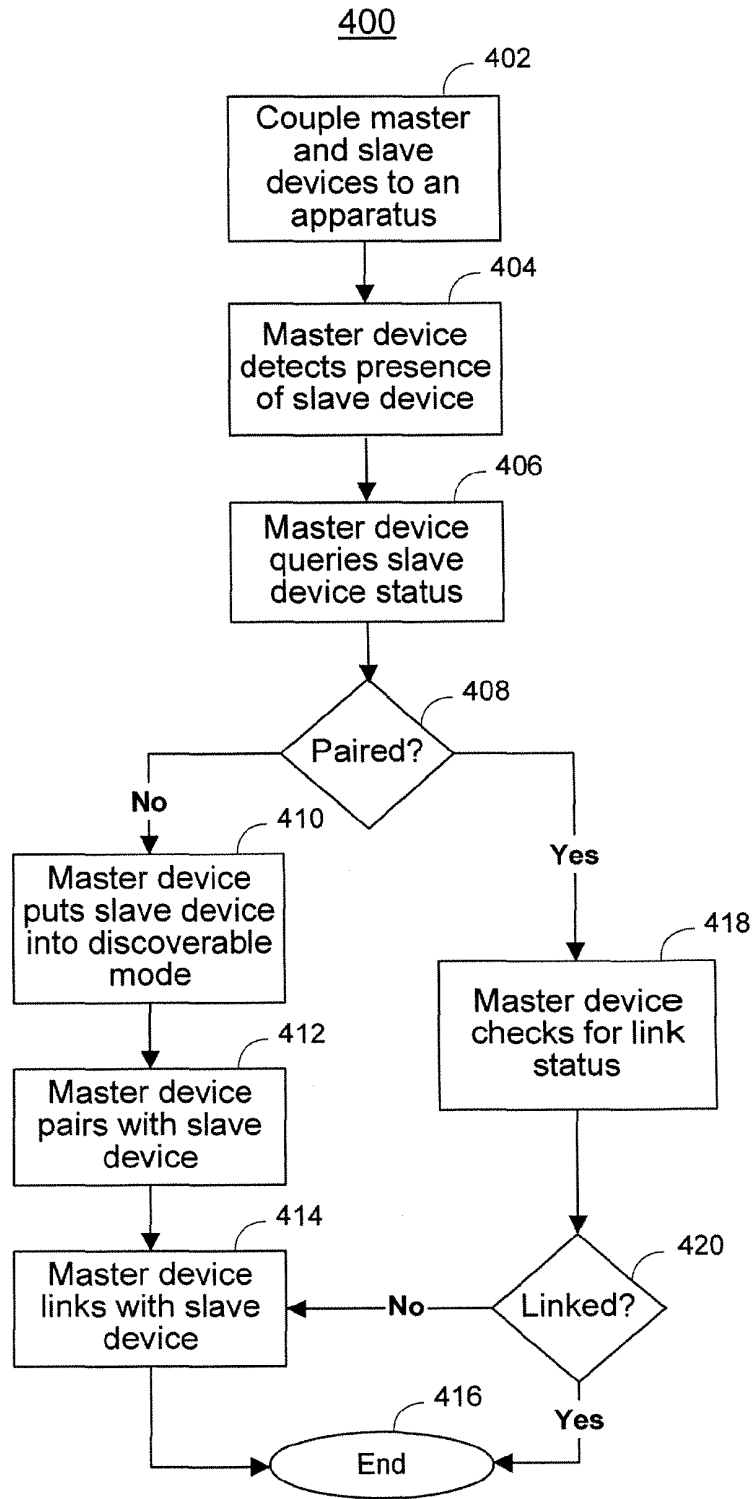 400
402
Couple master
and slave
devices to an
apparatus
404
Master device
detects presence
of slave device
406
Master device
queries slave
device status
408
Paired?
No
Yes
410
Master device
puts slave device
into discoverable
mode
418
Master device
checks for link
status
412
Master device
pairs with slave
device
414
Master device
links with slave
device
420
Linked?
No
Yes
416
End